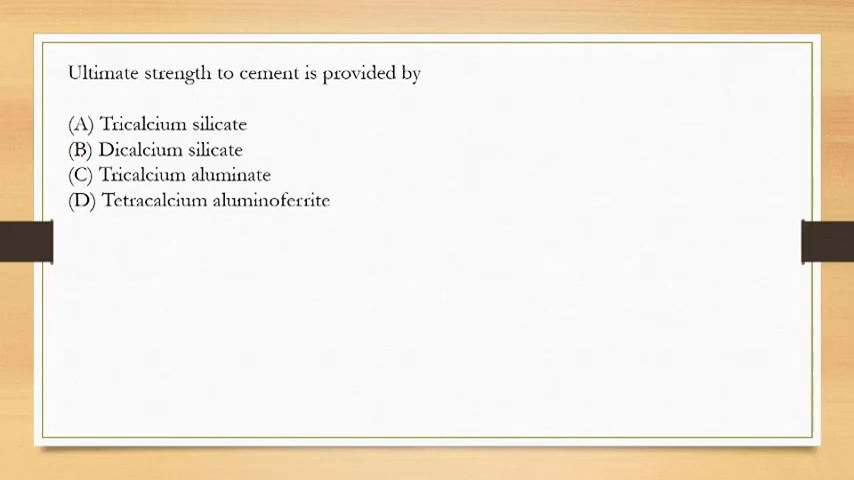 Ultimate strength to cement is provided by
(A) Tricalcium silicate
(B) Dicalcium silicate
(C) Tricalcium aluminate
(D) Tetracalcium aluminoferrite